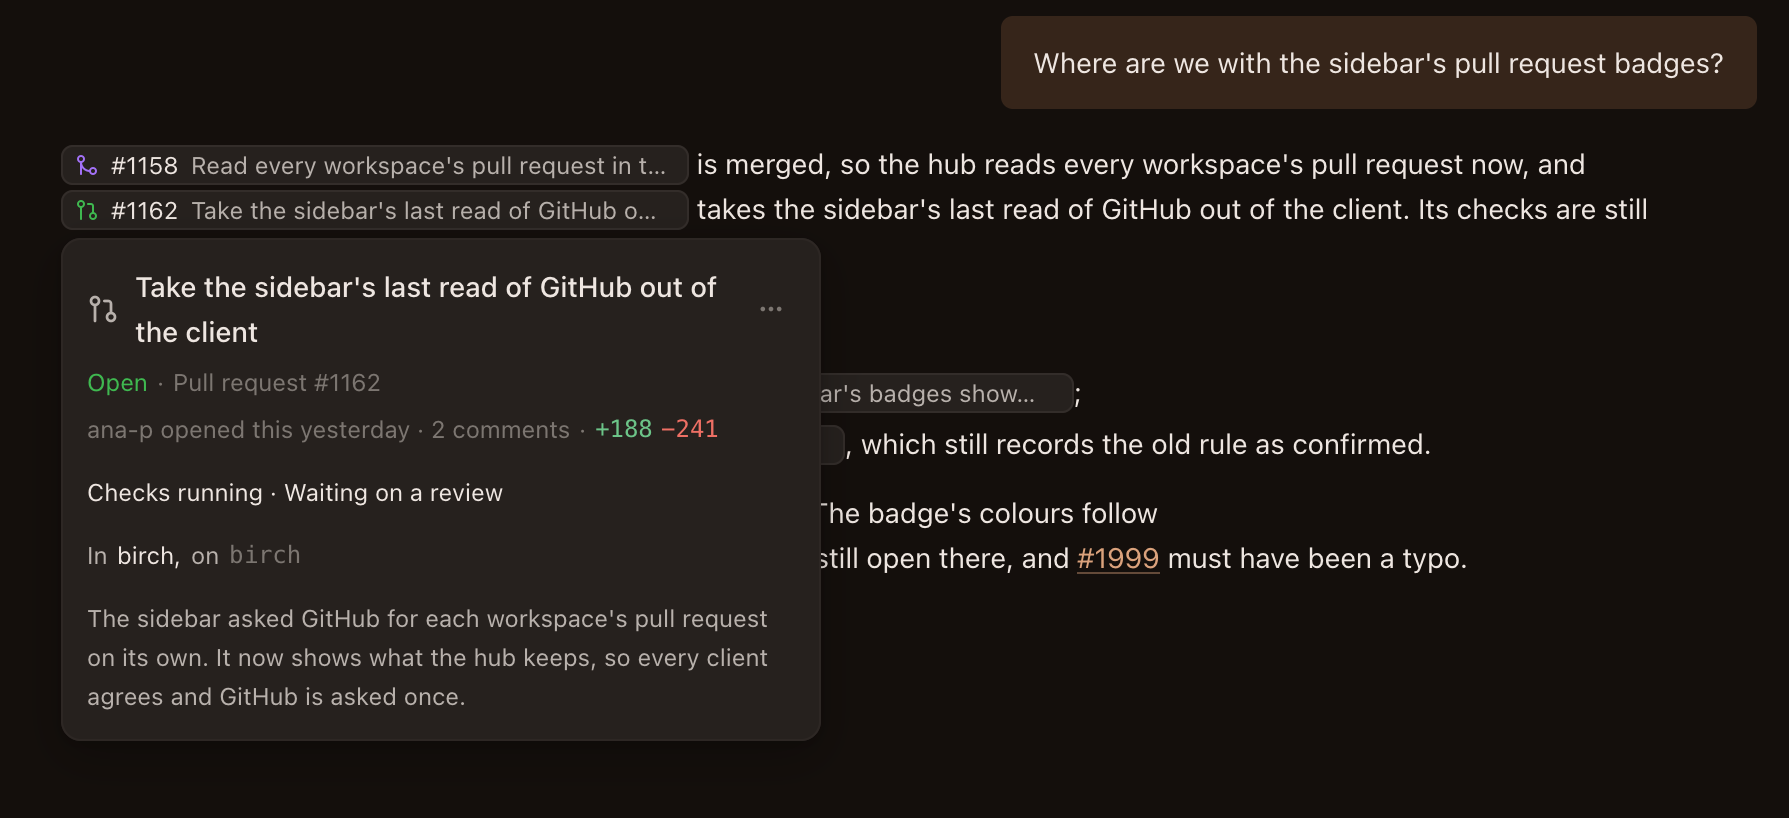 Where are we with the sidebar's pull request badges?
#1158 Read every workspace's pull request in t... is merged, so the hub reads every workspace's pull request now, and
#1162 Take the sidebar's last read of GitHub o... takes the sidebar's last read of GitHub out of the client. Its checks are still
Take the sidebar's last read of GitHub out of
the client
Open · Pull request #1162
ana-p opened this yesterday · 2 comments · +188 −241
Checks running · Waiting on a review
In birch, on birch
The sidebar asked GitHub for each workspace's pull request
on its own. It now shows what the hub keeps, so every client
agrees and GitHub is asked once.
ar's badges show... ;
, which still records the old rule as confirmed.
The badge's colours follow
still open there, and #1999 must have been a typo.